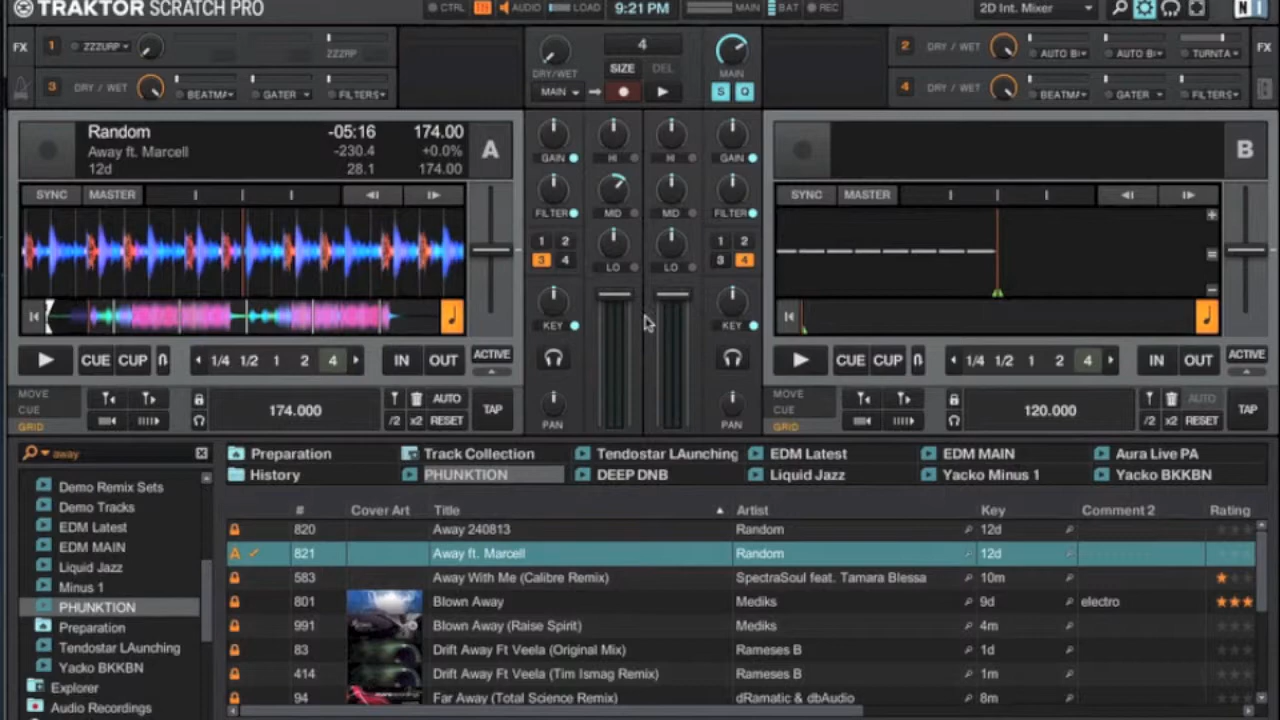 TRAKTOR SCRATCH PRO
CTRL
AUDIO
LOAD
9:21 PM
MAIN
BAT
REC
2D Int. Mixer
FX
1
ZZZURP
ZZZRP
3 DRY / WET
BEATM
GATER
FILTERS
DRY/WET
4
SIZE
DEL
MAIN
MAIN
S
Q
2 DRY / WET
AUTO B
AUTO B
TURNTA
FX
4 DRY / WET
BEATM
GATER
FILTERS
Random -05:16 174.00
Away ft. Marcell -230.4 +0.0%
12d 28.1 174.00
A
SYNC MASTER
CUE CUP
1/4 1/2 1 2 4
IN OUT
ACTIVE
MOVE
CUE
GRID
174.000
AUTO
/2 x2 RESET
TAP
GAIN HI HI GAIN
FILTER MID MID FILTER
1 2
3 4
LO LO
1 2
3 4
KEY KEY
PAN PAN
B
SYNC MASTER
CUE CUP
1/4 1/2 1 2 4
IN OUT
ACTIVE
MOVE
CUE
GRID
120.000
AUTO
/2 x2 RESET
TAP
away
Demo Remix Sets
Demo Tracks
EDM Latest
EDM MAIN
Liquid Jazz
Minus 1
PHUNKTION
Preparation
Tendostar LAunching
Yacko BKKBN
Explorer
Audio Recordings
Preparation Track Collection Tendostar LAunching EDM Latest EDM MAIN Aura Live PA
History PHUNKTION DEEP DNB Liquid Jazz Yacko Minus 1 Yacko BKKBN
# Cover Art Title Artist Key Comment 2 Rating
820 Away 240813 Random 12d
A 821 Away ft. Marcell Random 12d
583 Away With Me (Calibre Remix) SpectraSoul feat. Tamara Blessa 10m
801 Blown Away Mediks 9d electro
991 Blown Away (Raise Spirit) Mediks 4m
83 Drift Away Ft Veela (Original Mix) Rameses B 1d
414 Drift Away Ft Veela (Tim Ismag Remix) Rameses B 1m
94 Far Away (Total Science Remix) dRamatic & dbAudio 8m